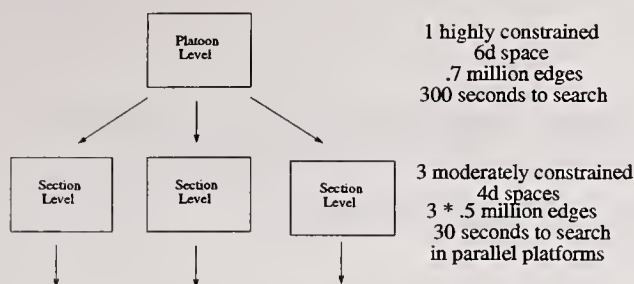 Platoon
Level
1 highly constrained
6d space
.7 million edges
300 seconds to search
Section
Level
Section
Level
Section
Level
3 moderately constrained
4d spaces
3 * .5 million edges
30 seconds to search
in parallel platforms